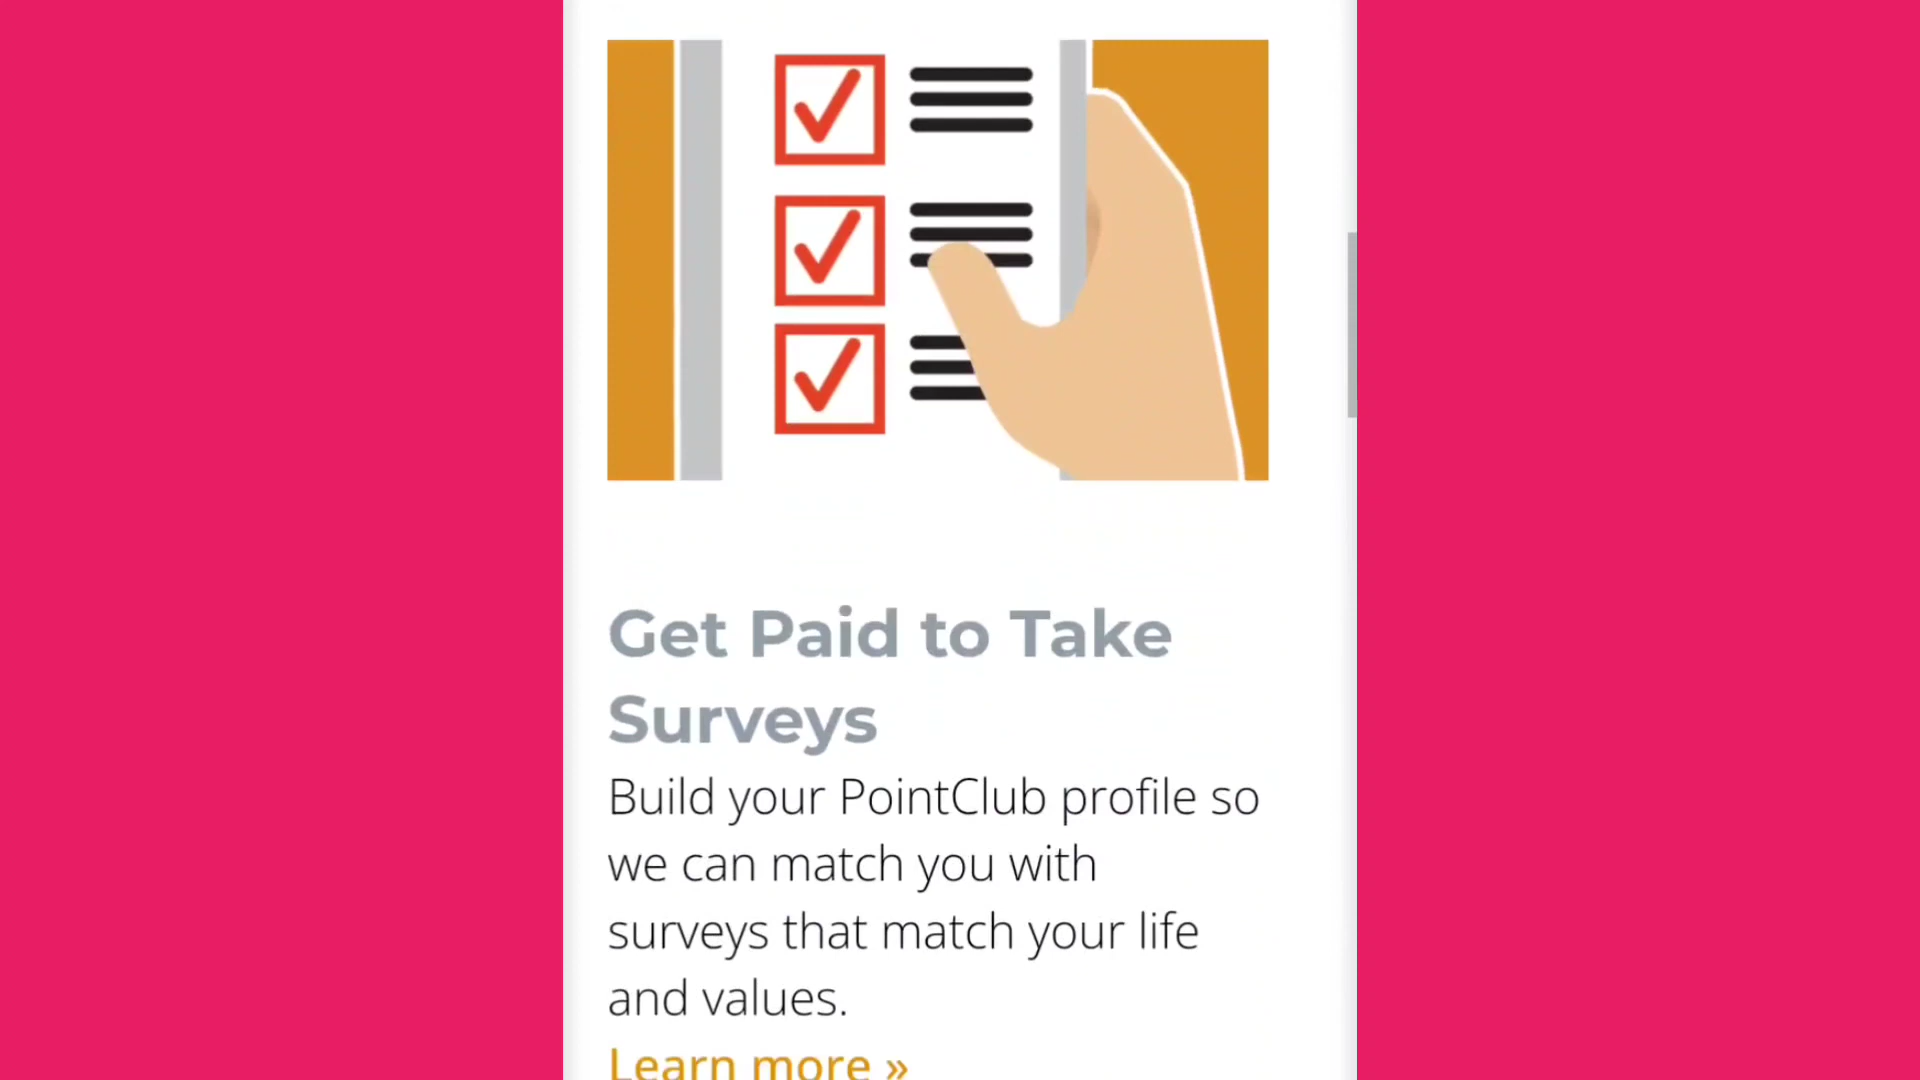 Get Paid to Take
Surveys
Build your PointClub profile so
we can match you with
surveys that match your life
and values.
Learn more »